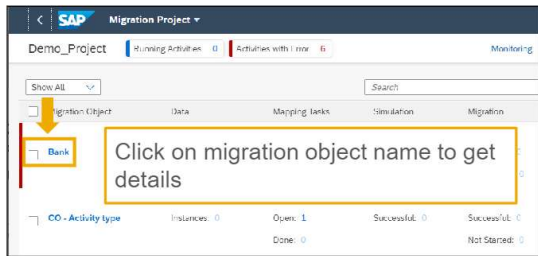 SAP Migration Project
Demo_Project Running Activities 0 Activities with Error 6 Monitoring
Show All Search
Migration Object Data Mapping Tasks Simulation Migration
Bank
Click on migration object name to get
details
CO - Activity type Instances: 0 Open: 1 Successful: 0 Successful: 0
Done: 0 Not Started: 0